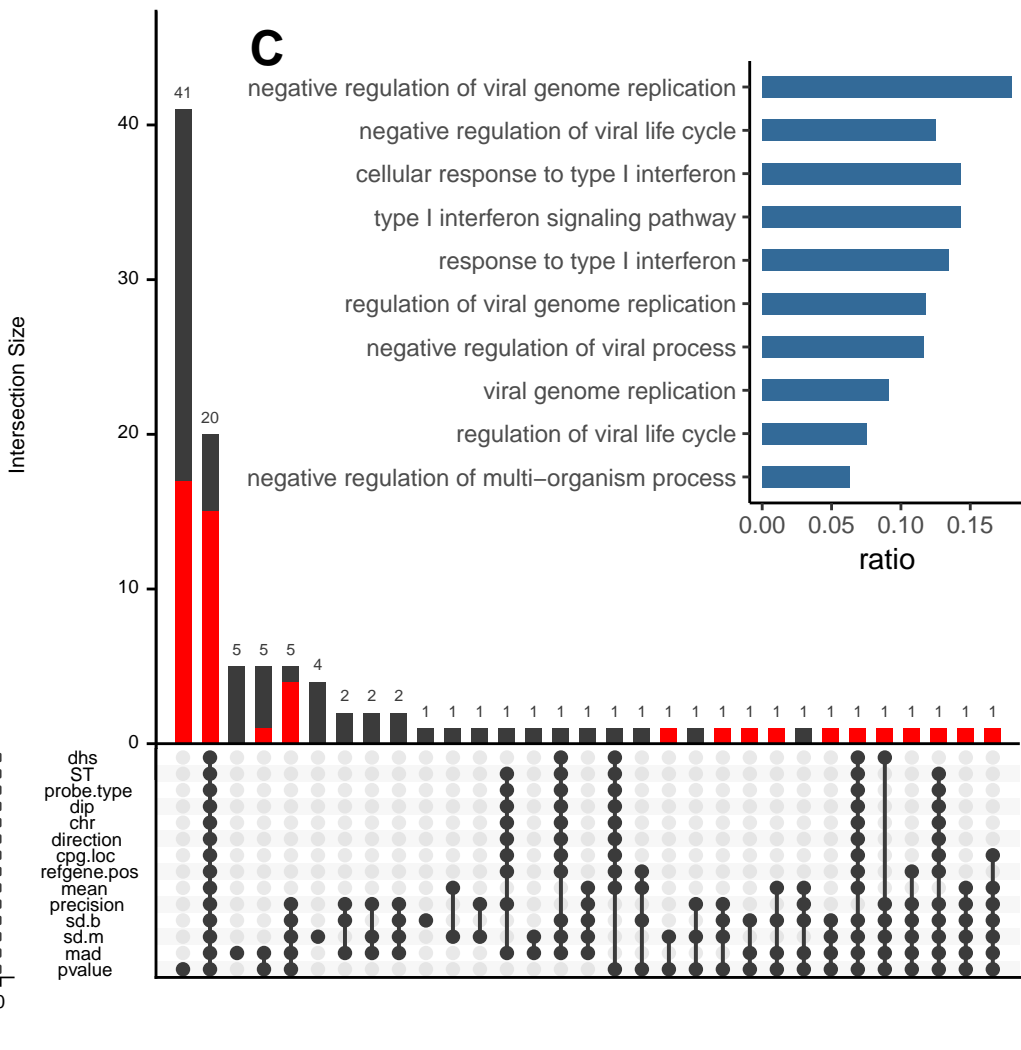 C
negative regulation of viral genome replication
negative regulation of viral life cycle
cellular response to type I interferon
type I interferon signaling pathway
response to type I interferon
regulation of viral genome replication
negative regulation of viral process
viral genome replication
regulation of viral life cycle
negative regulation of multi−organism process
0.00 0.05 0.10 0.15
ratio
Intersection Size
40
30
20
10
0
41
20
5 5 5 4 2 2 2 1 1 1 1 1 1 1 1 1 1 1 1 1 1 1 1 1 1 1 1 1 1 1
dhs
ST
probe.type
dip
chr
direction
cpg.loc
refgene.pos
mean
precision
sd.b
sd.m
mad
pvalue